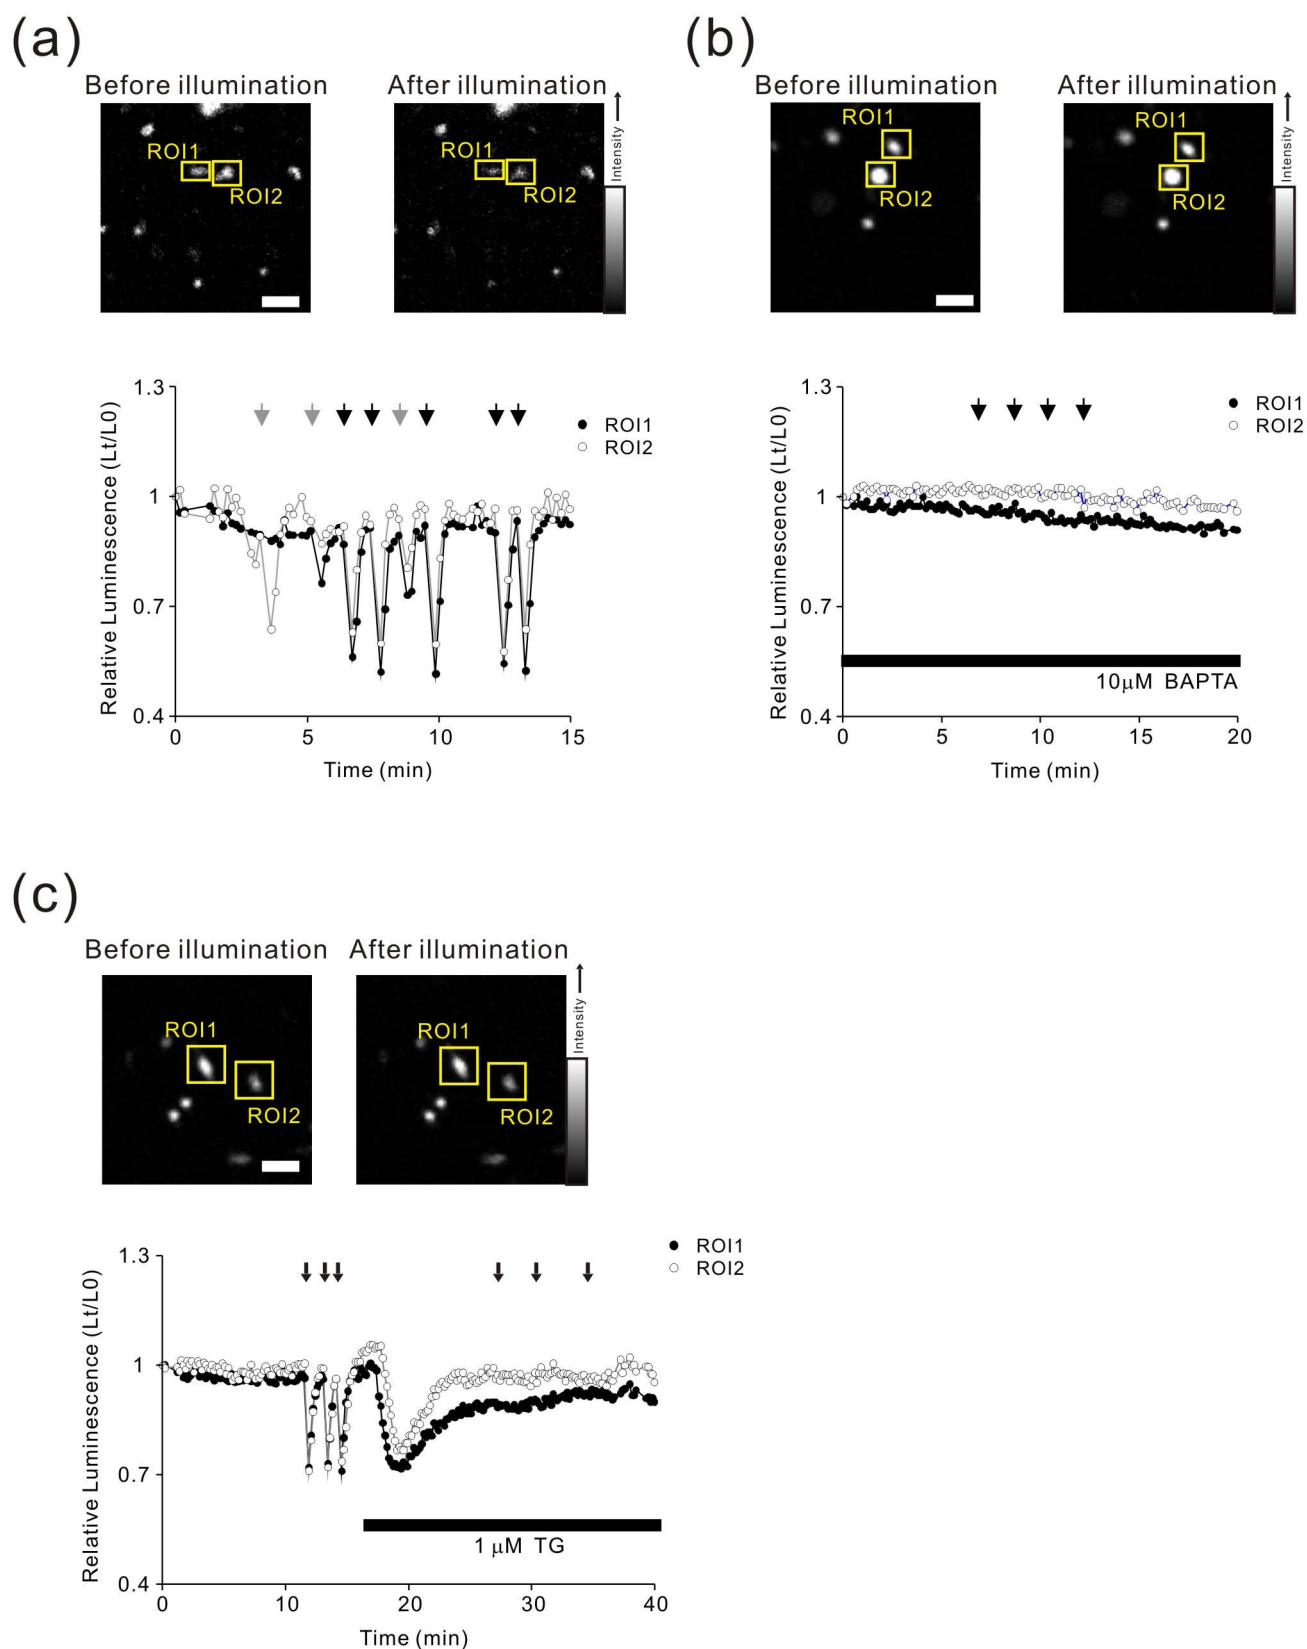 (a)
Before illumination
After illumination
Intensity
ROI1
ROI2
ROI1
ROI2
Relative Luminescence (Lt/L0)
1.3
1
0.7
0.4
0
5
10
15
Time (min)
ROI1
ROI2
(b)
Before illumination
After illumination
Intensity
ROI1
ROI2
ROI1
ROI2
Relative Luminescence (Lt/L0)
1.3
1
0.7
0.4
0
5
10
15
20
Time (min)
ROI1
ROI2
10μM BAPTA
(c)
Before illumination
After illumination
Intensity
ROI1
ROI2
ROI1
ROI2
Relative Luminescence (Lt/L0)
1.3
1
0.7
0.4
0
10
20
30
40
Time (min)
ROI1
ROI2
1 μM TG